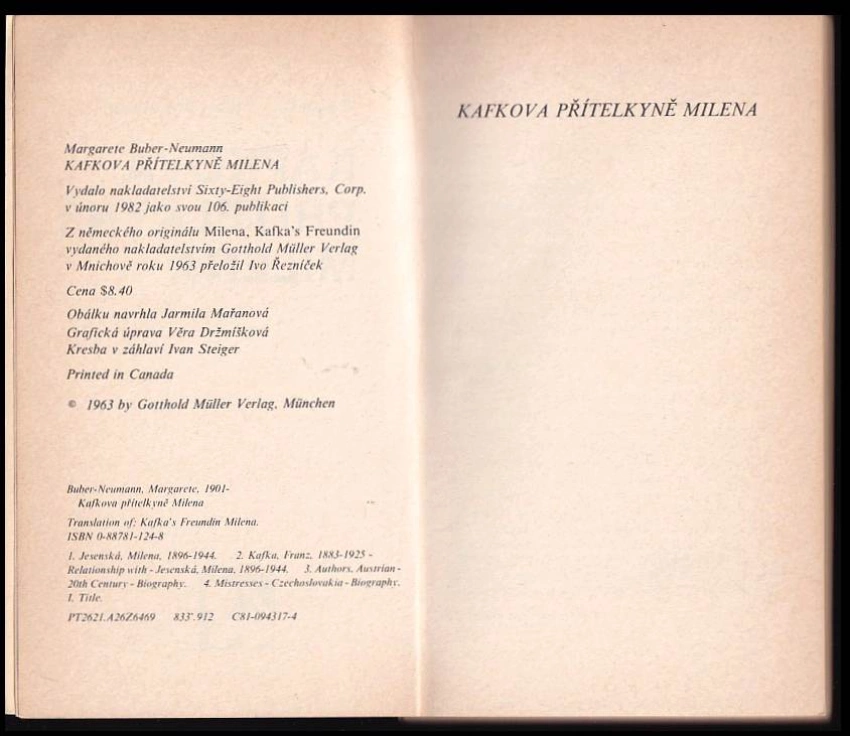 Margarete Buber-Neumann
KAFKOVA PŘÍTELKYNĚ MILENA
Vydalo nakladatelství Sixty-Eight Publishers, Corp.
v únoru 1982 jako svou 106. publikaci
Z německého originálu Milena, Kafka's Freundin
vydaného nakladatelstvím Gotthold Müller Verlag
v Mnichově roku 1963 přeložil Ivo Řezníček
Cena $8.40
Obálku navrhla Jarmila Mařanová
Grafická úprava Věra Držmíšková
Kresba v záhlaví Ivan Steiger
Printed in Canada
© 1963 by Gotthold Müller Verlag, München
Buber-Neumann, Margarete, 1901-
Kafkova přítelkyně Milena
Translation of: Kafka's Freundin Milena.
ISBN 0-88781-124-8
1. Jesenská, Milena, 1896-1944. 2. Kafka, Franz, 1883-1925 -
Relationship with - Jesenská, Milena, 1896-1944. 3. Authors, Austrian -
20th Century - Biography. 4. Mistresses - Czechoslovakia - Biography.
I. Title.
PT2621.A26Z6469 833'.912 C81-094317-4
KAFKOVA PŘÍTELKYNĚ MILENA